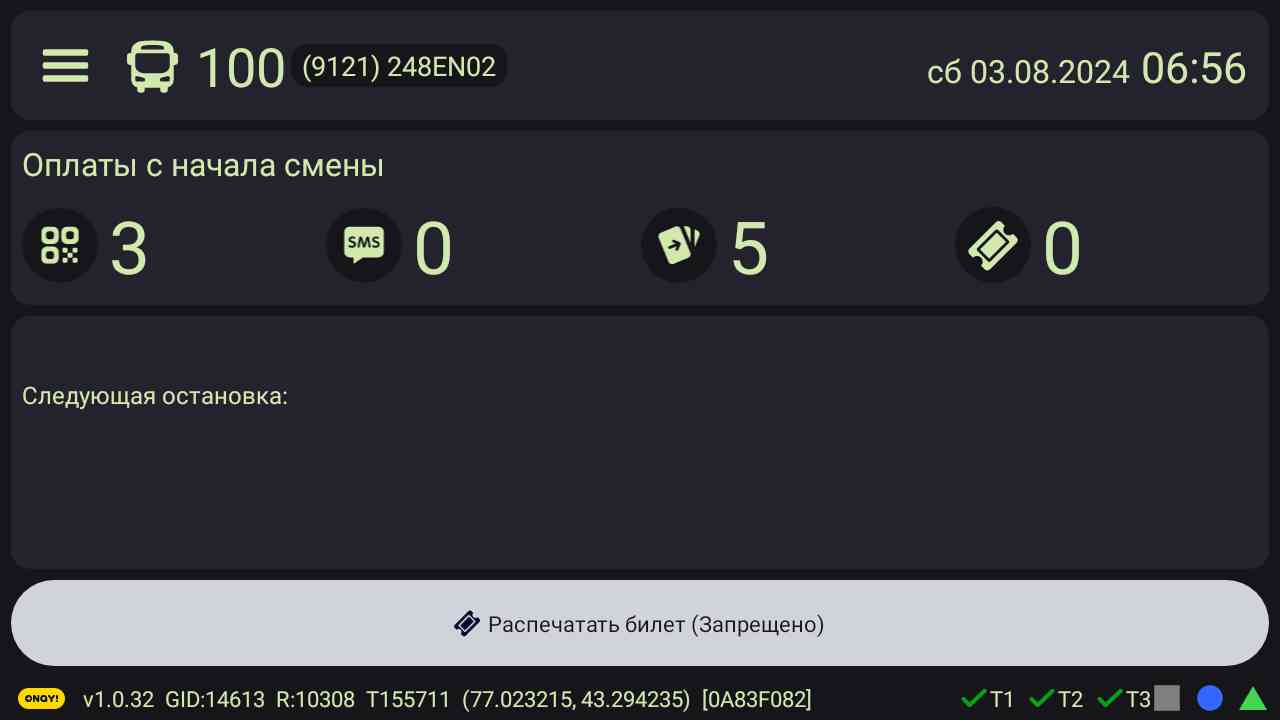 100 (9121) 248EN02 сб 03.08.2024 06:56
Оплаты с начала смены
3 SMS 0 5 0
Следующая остановка:
Распечатать билет (Запрещено)
ONAY! v1.0.32 GID:14613 R:10308 T155711 (77.023215, 43.294235) [0A83F082] T1 T2 T3